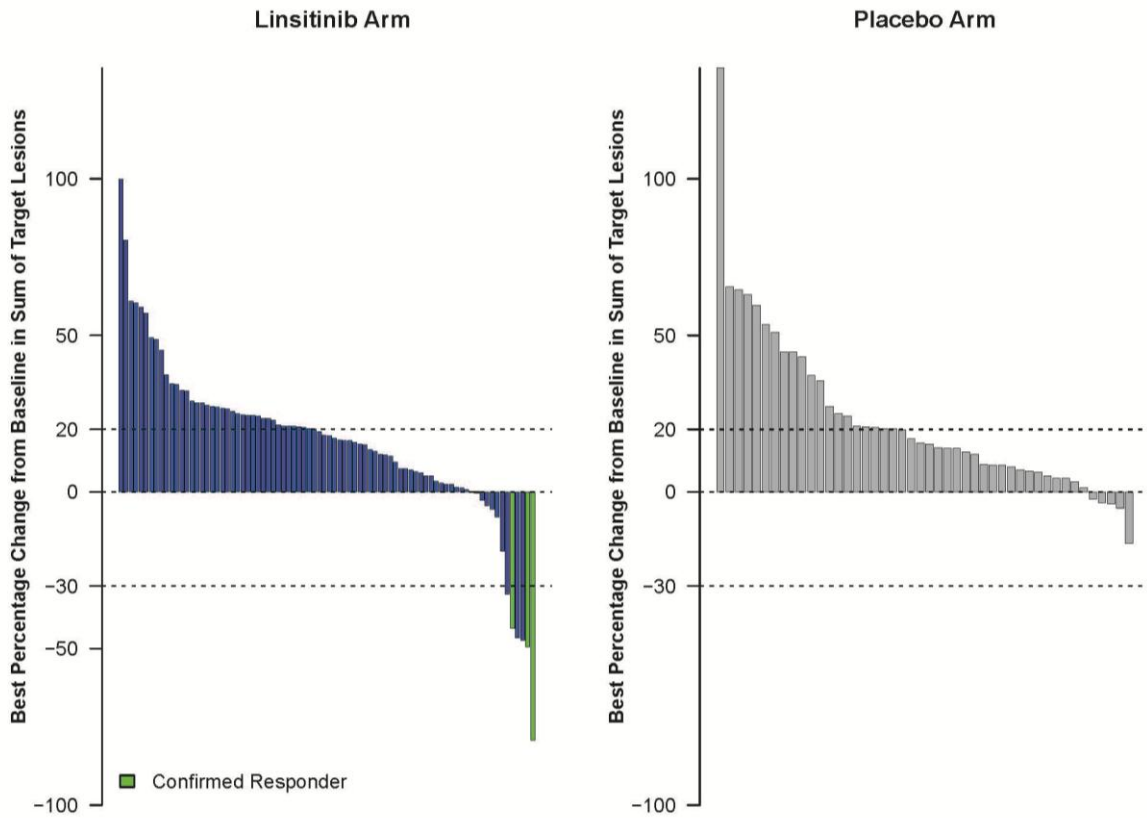 Linsitinib Arm
Best Percentage Change from Baseline in Sum of Target Lesions
100
50
20
0
−30
−50
−100
Confirmed Responder
Placebo Arm
Best Percentage Change from Baseline in Sum of Target Lesions
100
50
20
0
−30
−50
−100